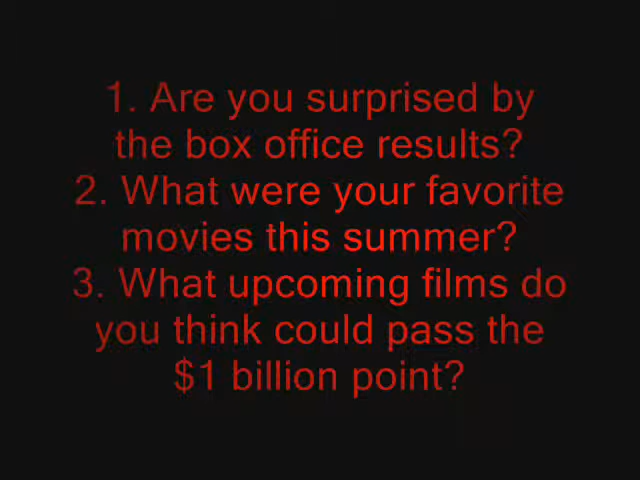 1. Are you surprised by
the box office results?
2. What were your favorite
movies this summer?
3. What upcoming films do
you think could pass the
$1 billion point?